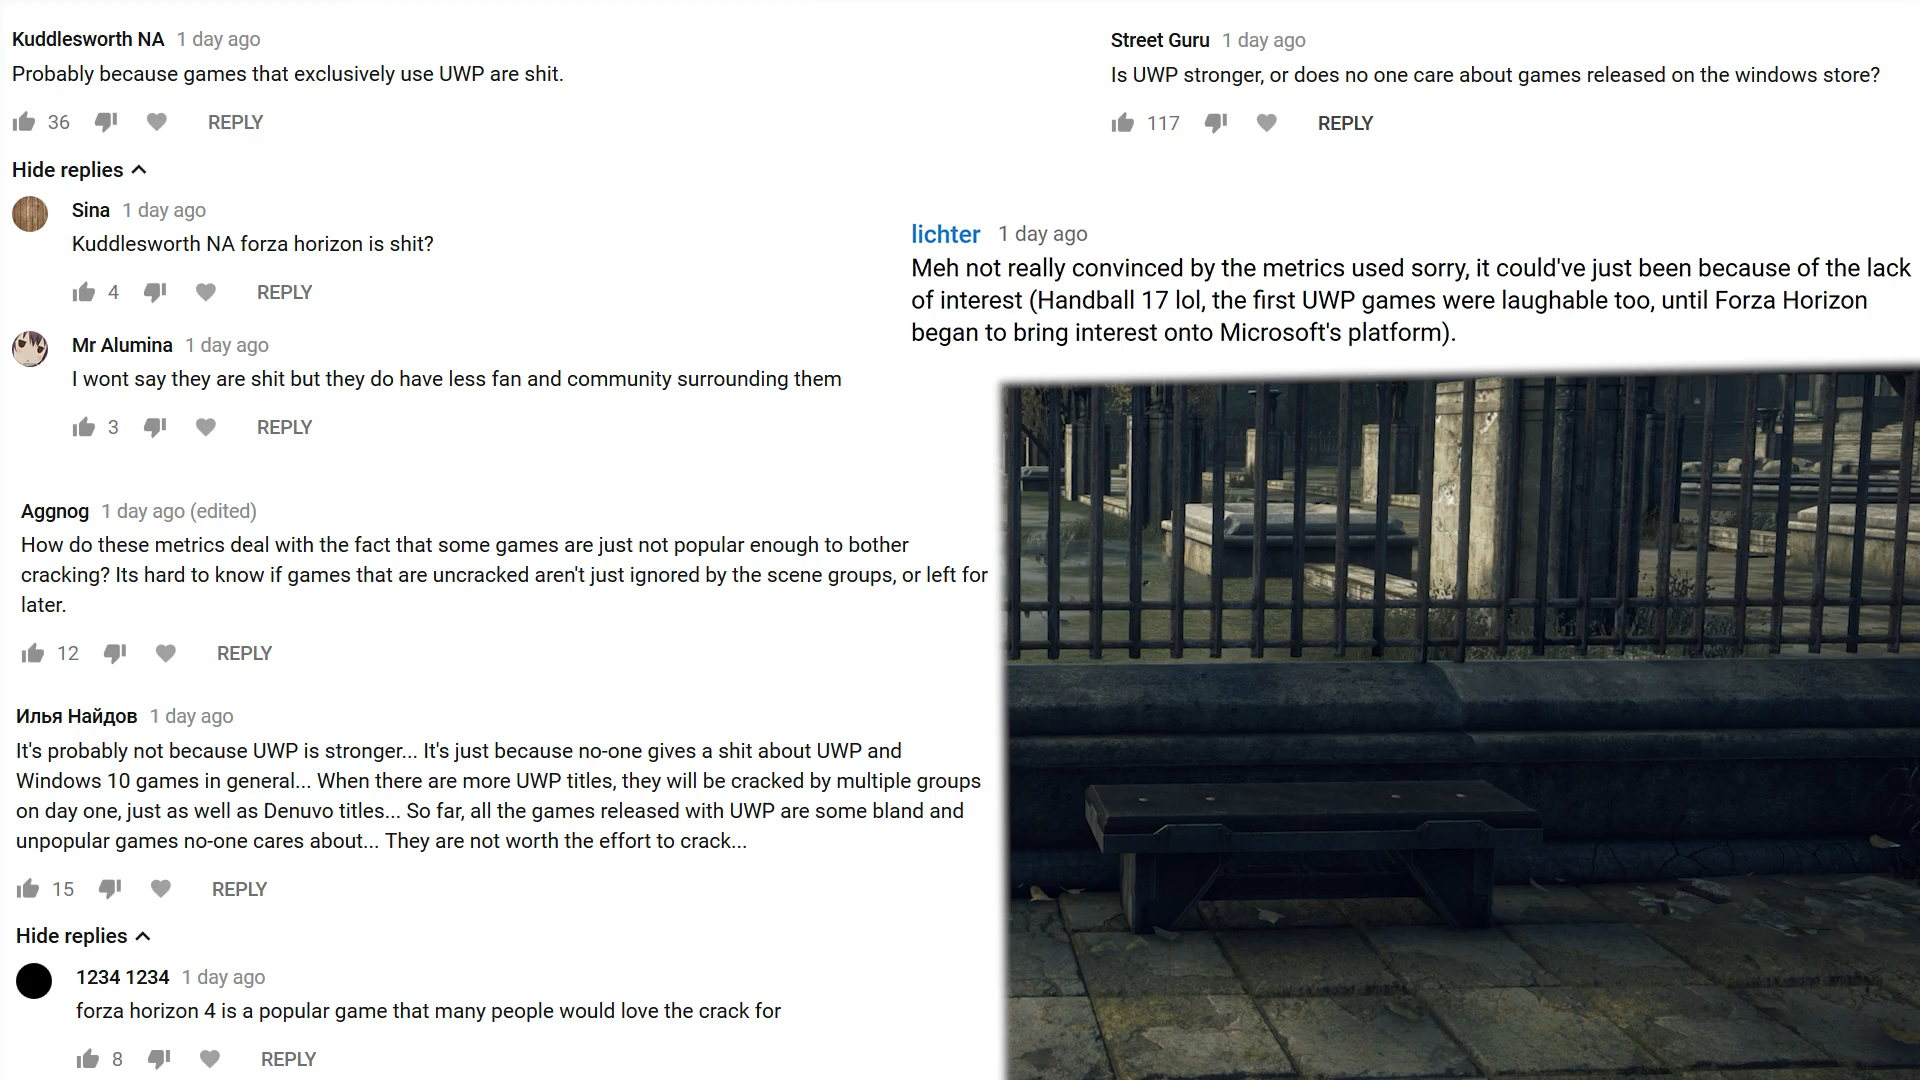 Kuddlesworth NA 1 day ago
Probably because games that exclusively use UWP are shit.
36 REPLY
Hide replies
Sina 1 day ago
Kuddlesworth NA forza horizon is shit?
4 REPLY
Mr Alumina 1 day ago
I wont say they are shit but they do have less fan and community surrounding them
3 REPLY
Aggnog 1 day ago (edited)
How do these metrics deal with the fact that some games are just not popular enough to bother
cracking? Its hard to know if games that are uncracked aren't just ignored by the scene groups, or left for
later.
12 REPLY
Илья Найдов 1 day ago
It's probably not because UWP is stronger... It's just because no-one gives a shit about UWP and
Windows 10 games in general... When there are more UWP titles, they will be cracked by multiple groups
on day one, just as well as Denuvo titles... So far, all the games released with UWP are some bland and
unpopular games no-one cares about... They are not worth the effort to crack...
15 REPLY
Hide replies
1234 1234 1 day ago
forza horizon 4 is a popular game that many people would love the crack for
8 REPLY
Street Guru 1 day ago
Is UWP stronger, or does no one care about games released on the windows store?
117 REPLY
lichter 1 day ago
Meh not really convinced by the metrics used sorry, it could've just been because of the lack
of interest (Handball 17 lol, the first UWP games were laughable too, until Forza Horizon
began to bring interest onto Microsoft's platform).